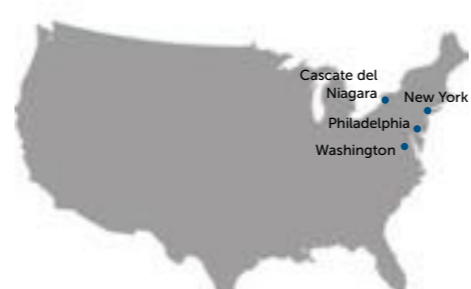 Cascate del
Niagara
New York
Philadelphia
Washington